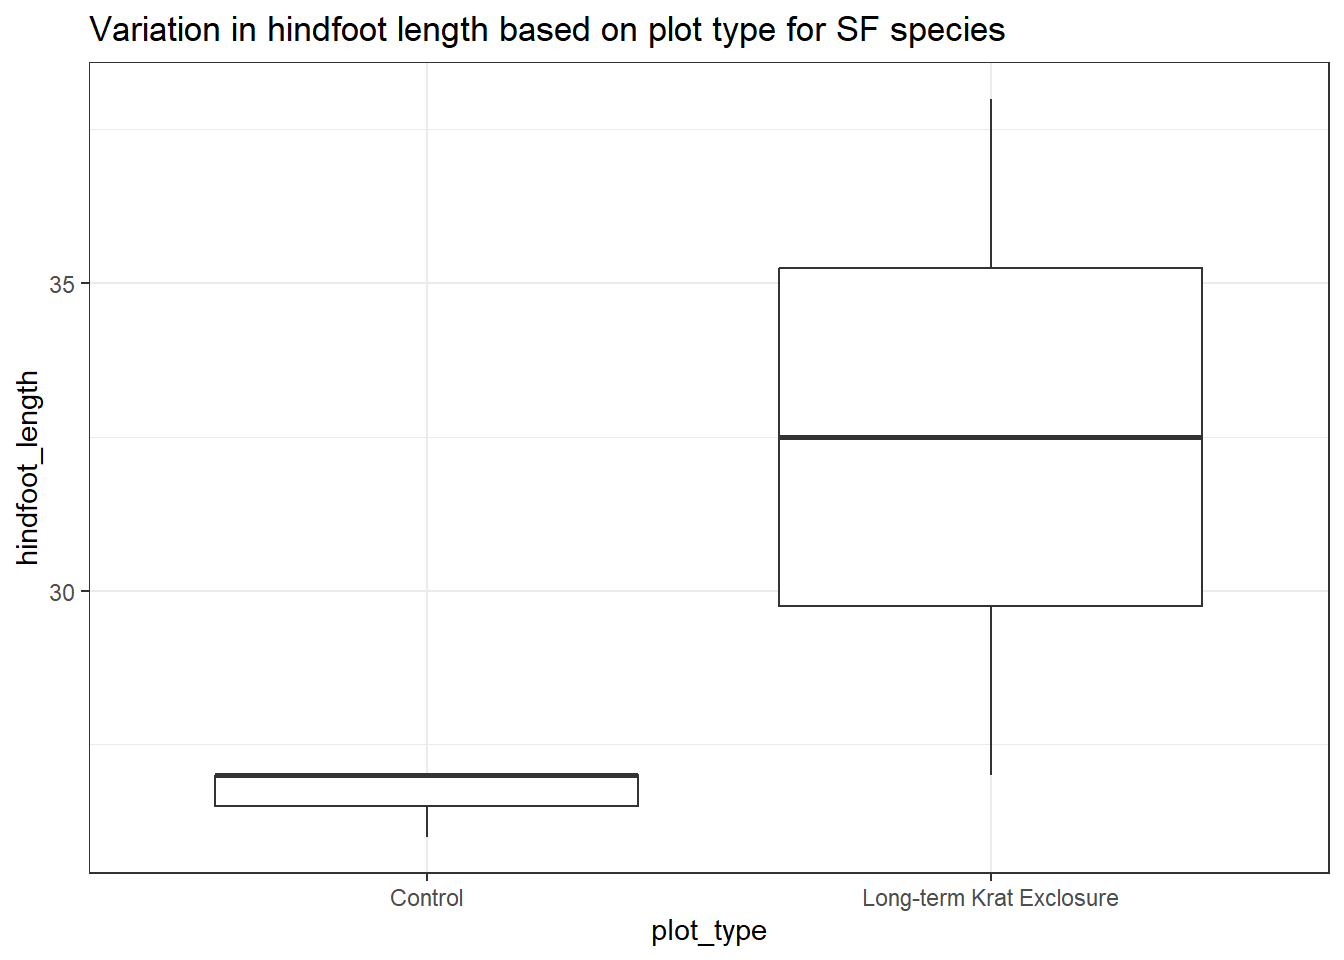 Variation in hindfoot length based on plot type for SF species
hindfoot_length
35
30
Control
Long-term Krat Exclosure
plot_type